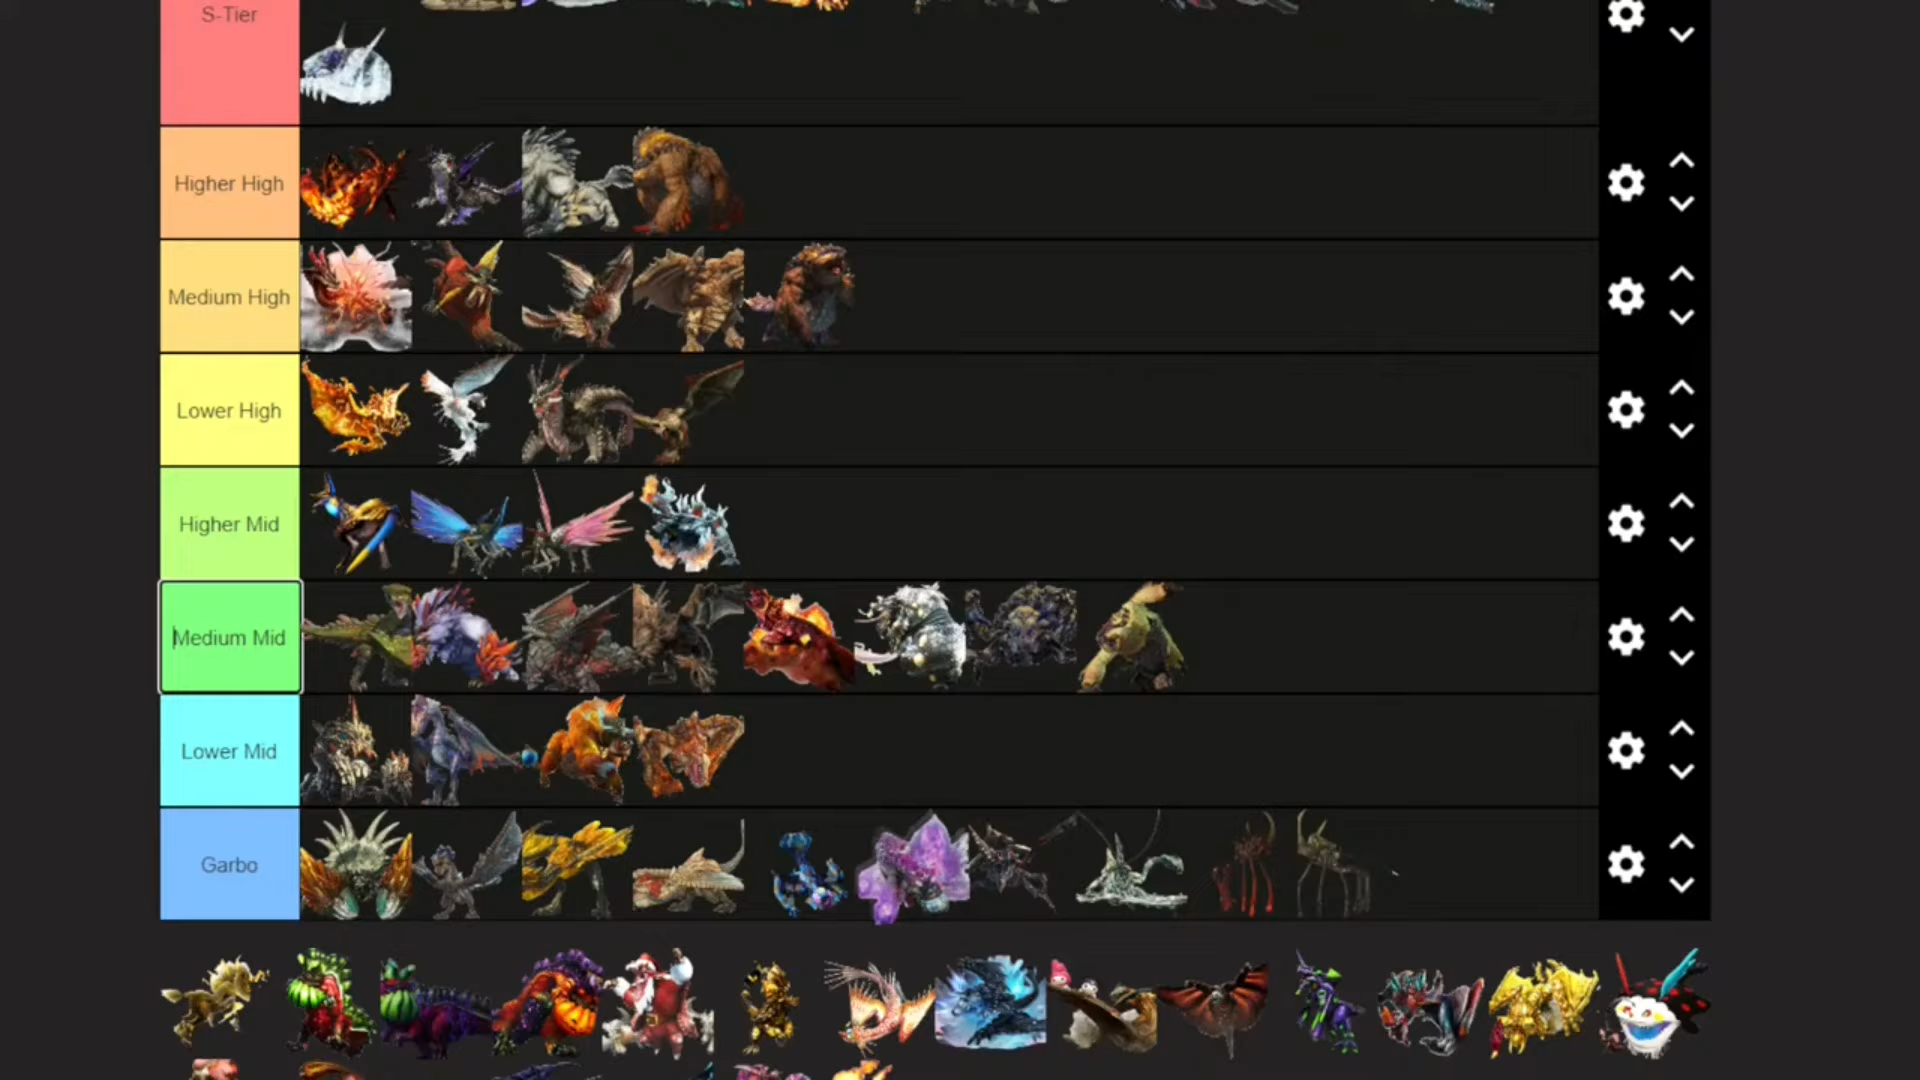 S-Tier
Higher High
Medium High
Lower High
Higher Mid
Medium Mid
Lower Mid
Garbo